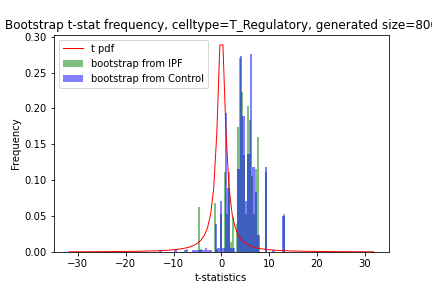 Bootstrap t-stat frequency, celltype=T_Regulatory, generated size=800
t pdf
bootstrap from IPF
bootstrap from Control
Frequency
0.30
0.25
0.20
0.15
0.10
0.05
0.00
−30 −20 −10 0 10 20 30
t-statistics